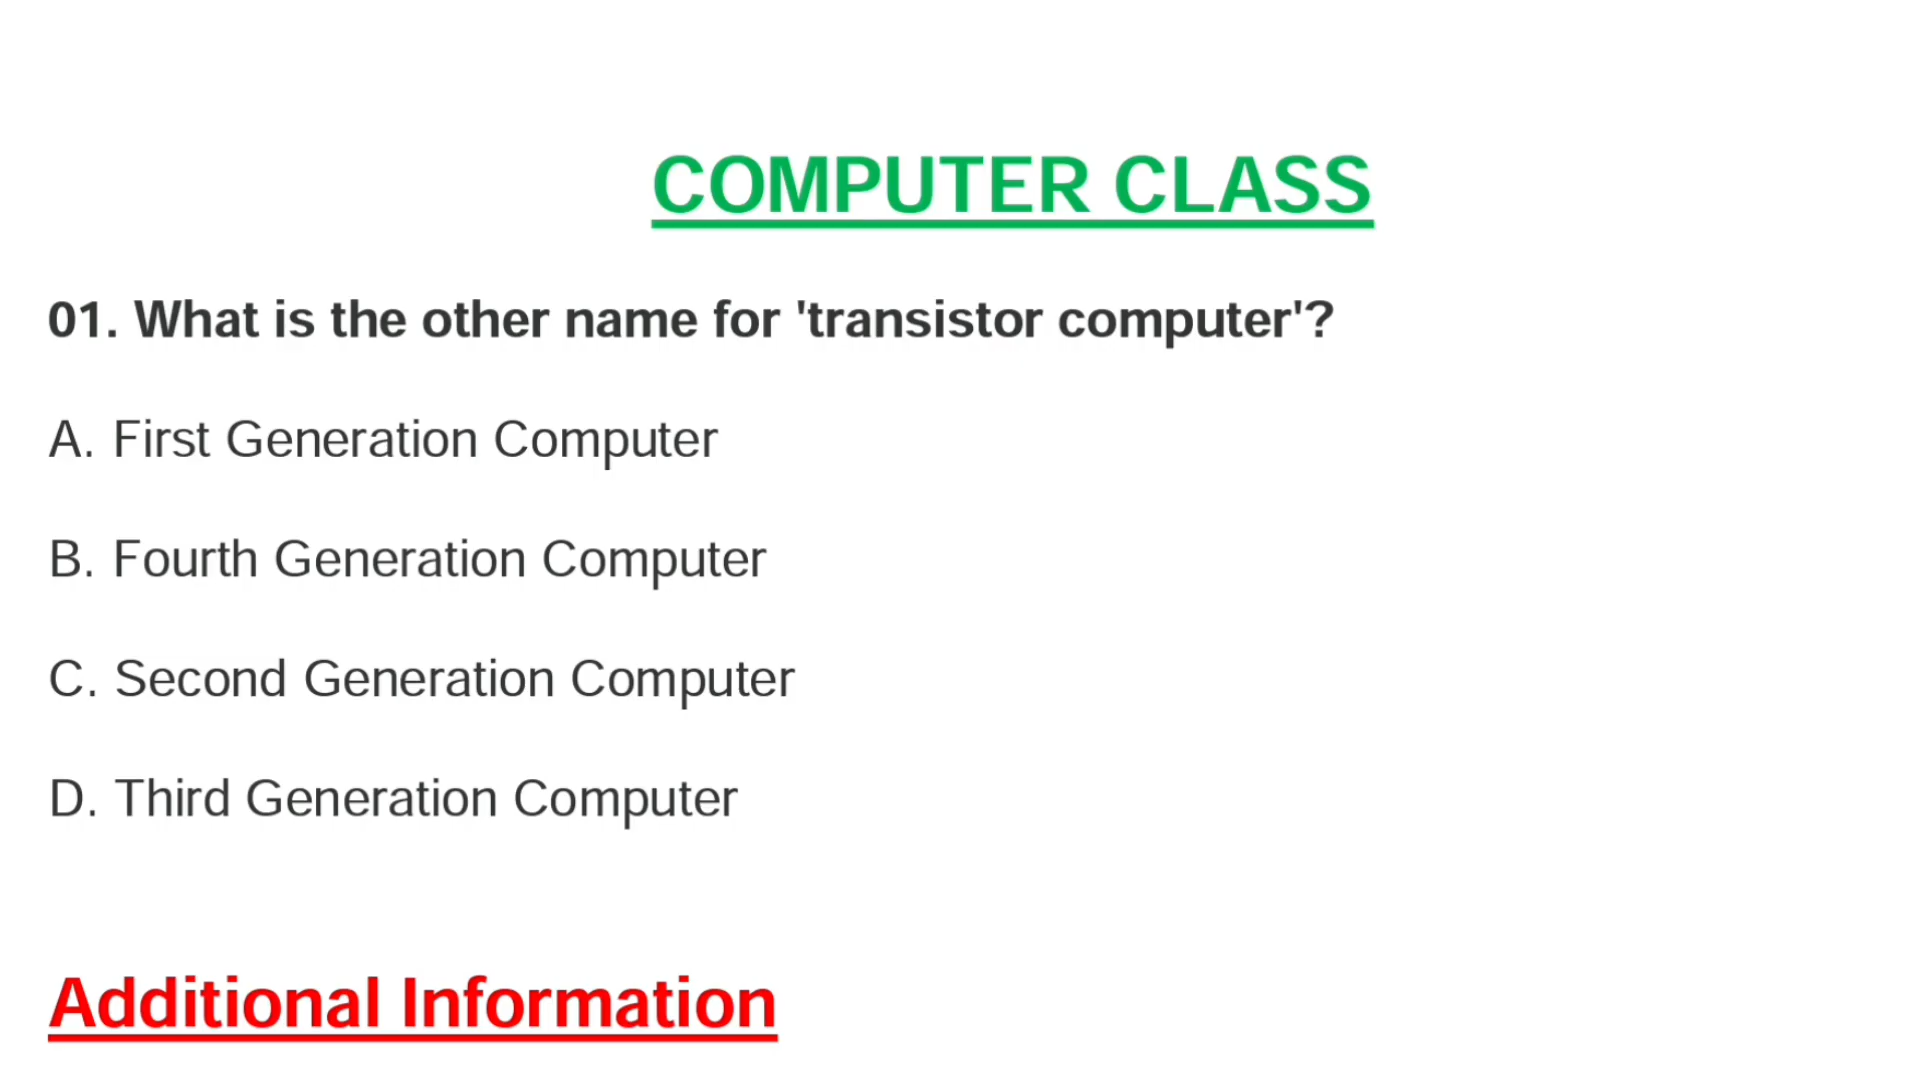 COMPUTER CLASS
01. What is the other name for 'transistor computer'?
A. First Generation Computer
B. Fourth Generation Computer
C. Second Generation Computer
D. Third Generation Computer
Additional Information